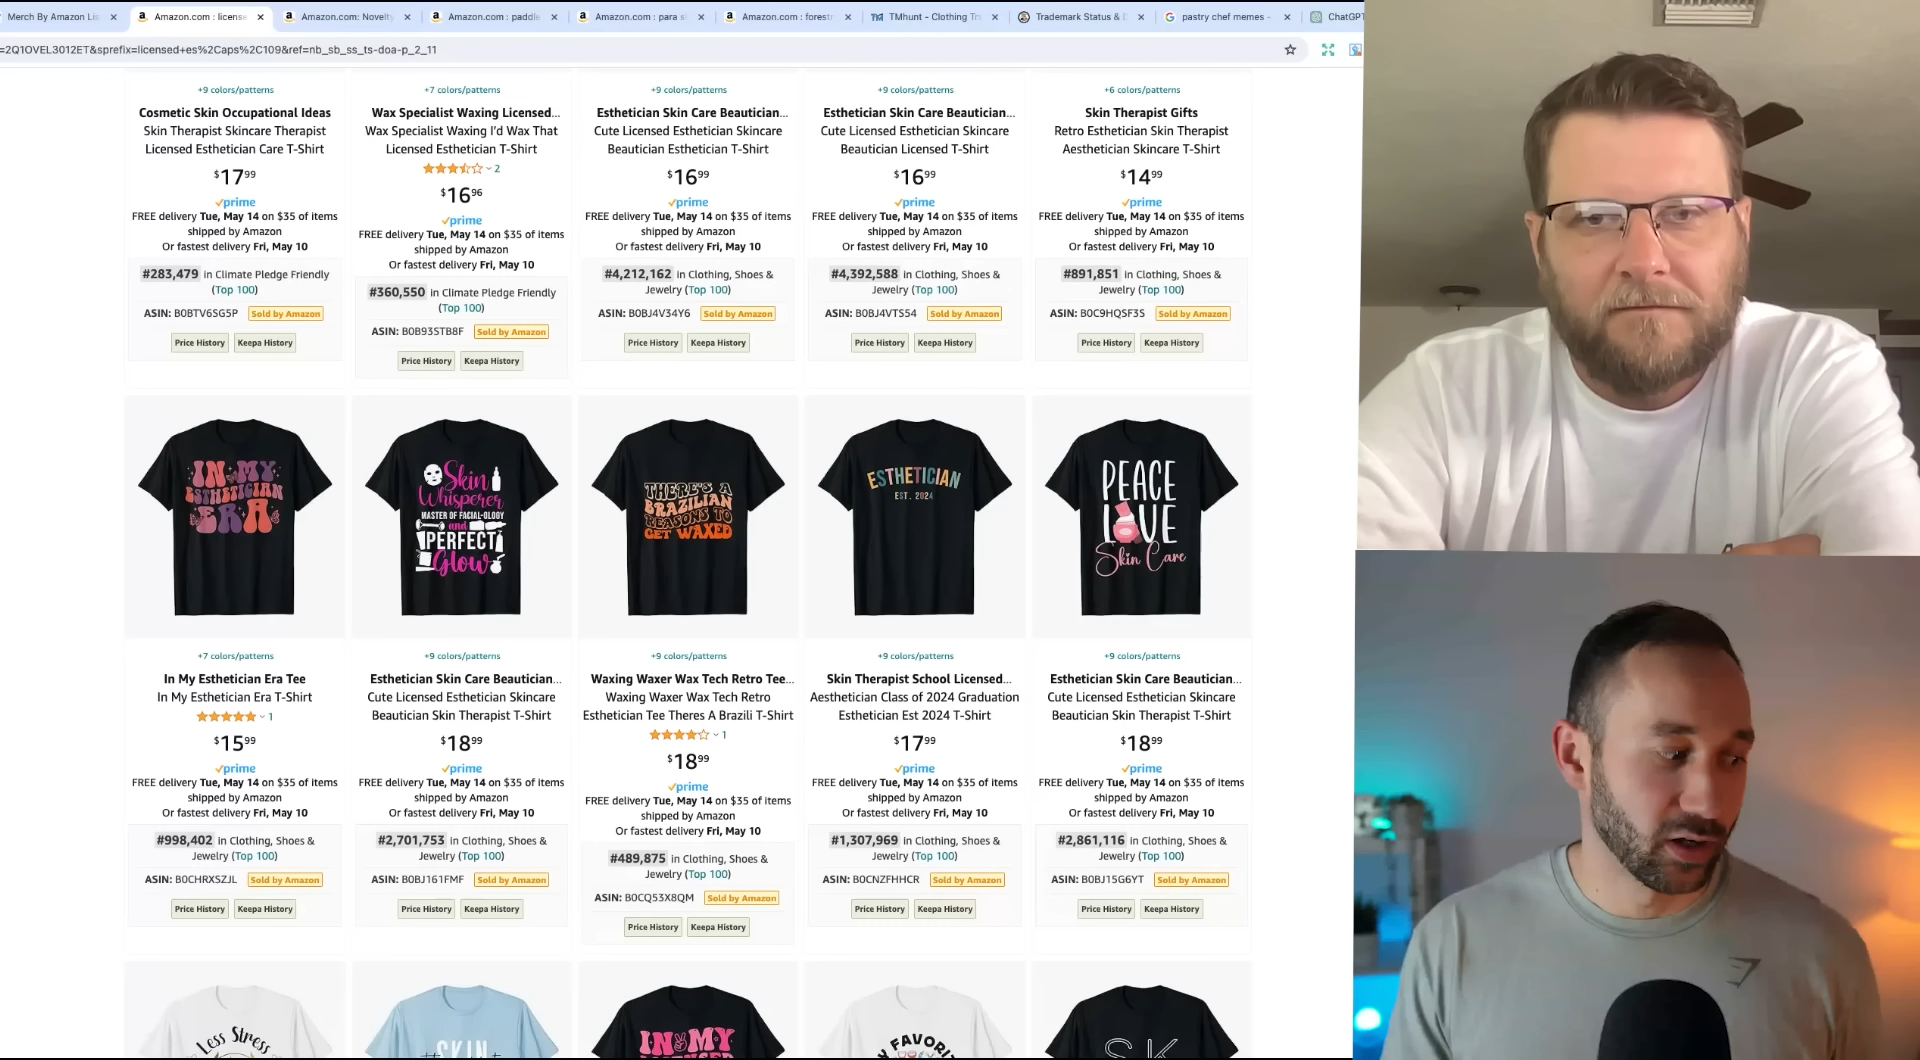 Merch By Amazon Lis
Amazon.com : license
Amazon.com: Novelty
Amazon.com : paddle
Amazon.com : para s
Amazon.com : forest
TMhunt - Clothing Tr
Trademark Status & D
pastry chef memes -
ChatGPT
=2Q1OVEL3012ET&sprefix=licensed+es%2Caps%2C109&ref=nb_sb_ss_ts-doa-p_2_11
+9 colors/patterns
Cosmetic Skin Occupational Ideas
Skin Therapist Skincare Therapist
Licensed Esthetician Care T-Shirt
$17 99
prime
FREE delivery Tue, May 14 on $35 of items
shipped by Amazon
Or fastest delivery Fri, May 10
#283,479 in Climate Pledge Friendly
(Top 100)
ASIN: B0BTV6SG5P Sold by Amazon
Price History Keepa History
+7 colors/patterns
Wax Specialist Waxing Licensed...
Wax Specialist Waxing I'd Wax That
Licensed Esthetician T-Shirt
2
$16 96
prime
FREE delivery Tue, May 14 on $35 of items
shipped by Amazon
Or fastest delivery Fri, May 10
#360,550 in Climate Pledge Friendly
(Top 100)
ASIN: B0B93STB8F Sold by Amazon
Price History Keepa History
+9 colors/patterns
Esthetician Skin Care Beautician...
Cute Licensed Esthetician Skincare
Beautician Esthetician T-Shirt
$16 99
prime
FREE delivery Tue, May 14 on $35 of items
shipped by Amazon
Or fastest delivery Fri, May 10
#4,212,162 in Clothing, Shoes &
Jewelry (Top 100)
ASIN: B0BJ4V34Y6 Sold by Amazon
Price History Keepa History
+9 colors/patterns
Esthetician Skin Care Beautician...
Cute Licensed Esthetician Skincare
Beautician Licensed T-Shirt
$16 99
prime
FREE delivery Tue, May 14 on $35 of items
shipped by Amazon
Or fastest delivery Fri, May 10
#4,392,588 in Clothing, Shoes &
Jewelry (Top 100)
ASIN: B0BJ4VTS54 Sold by Amazon
Price History Keepa History
+6 colors/patterns
Skin Therapist Gifts
Retro Esthetician Skin Therapist
Aesthetician Skincare T-Shirt
$14 99
prime
FREE delivery Tue, May 14 on $35 of items
shipped by Amazon
Or fastest delivery Fri, May 10
#891,851 in Clothing, Shoes &
Jewelry (Top 100)
ASIN: B0C9HQSF3S Sold by Amazon
Price History Keepa History
IN MY
ESTHETICIAN
ERA
+7 colors/patterns
In My Esthetician Era Tee
In My Esthetician Era T-Shirt
1
$15 99
prime
FREE delivery Tue, May 14 on $35 of items
shipped by Amazon
Or fastest delivery Fri, May 10
#998,402 in Clothing, Shoes &
Jewelry (Top 100)
ASIN: B0CHRXSZJL Sold by Amazon
Price History Keepa History
Skin
Whisperer
MASTER OF FACIAL-OLOGY
and
PERFECT
Glow
+9 colors/patterns
Esthetician Skin Care Beautician...
Cute Licensed Esthetician Skincare
Beautician Skin Therapist T-Shirt
$18 99
prime
FREE delivery Tue, May 14 on $35 of items
shipped by Amazon
Or fastest delivery Fri, May 10
#2,701,753 in Clothing, Shoes &
Jewelry (Top 100)
ASIN: B0BJ161FMF Sold by Amazon
Price History Keepa History
THERE'S A
BRAZILIAN
REASONS TO
GET WAXED
+9 colors/patterns
Waxing Waxer Wax Tech Retro Tee...
Waxing Waxer Wax Tech Retro
Esthetician Tee Theres A Brazili T-Shirt
1
$18 99
prime
FREE delivery Tue, May 14 on $35 of items
shipped by Amazon
Or fastest delivery Fri, May 10
#489,875 in Clothing, Shoes &
Jewelry (Top 100)
ASIN: B0CQ53X8QM Sold by Amazon
Price History Keepa History
ESTHETICIAN
EST. 2024
+9 colors/patterns
Skin Therapist School Licensed...
Aesthetician Class of 2024 Graduation
Esthetician Est 2024 T-Shirt
$17 99
prime
FREE delivery Tue, May 14 on $35 of items
shipped by Amazon
Or fastest delivery Fri, May 10
#1,307,969 in Clothing, Shoes &
Jewelry (Top 100)
ASIN: B0CNZFHHCR Sold by Amazon
Price History Keepa History
PEACE
LOVE
Skin Care
+9 colors/patterns
Esthetician Skin Care Beautician...
Cute Licensed Esthetician Skincare
Beautician Skin Therapist T-Shirt
$18 99
prime
FREE delivery Tue, May 14 on $35 of items
shipped by Amazon
Or fastest delivery Fri, May 10
#2,861,116 in Clothing, Shoes &
Jewelry (Top 100)
ASIN: B0BJ15G6YT Sold by Amazon
Price History Keepa History
Less Stress
SKIN
IN MY
FAVORI
SK